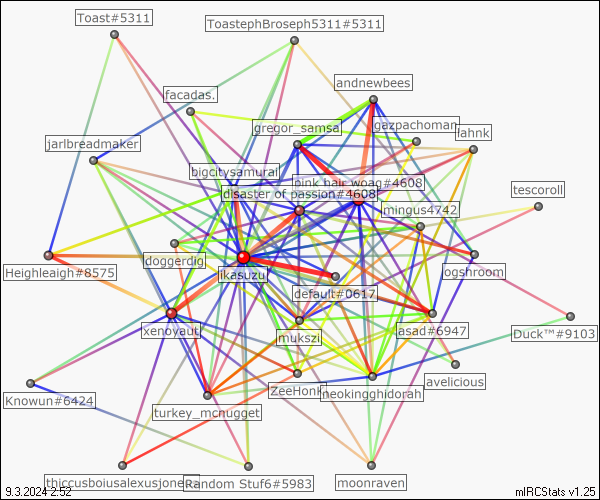 Toast#5311
ToastephBroseph5311#5311
andnewbees
facadas.
gregor_samsa
gazpachoman
fahnk
jarlbreadmaker
bigcitysamurai
pink hair woag#4608
disaster of passion#4608
tescoroll
mingus4742
doggerdig
Heighleaigh#8575
ikasuzu
ogshroom
default#0617
xenoyaut
mukszi
asad#6947
Duck™#9103
avelicious
ZeeHonk
neokingghidorah
Knowun#6424
turkey_mcnugget
thiccusboiusalexusjones
Random Stuf6#5983
moonraven
9.3.2024 2:52
mIRCStats v1.25